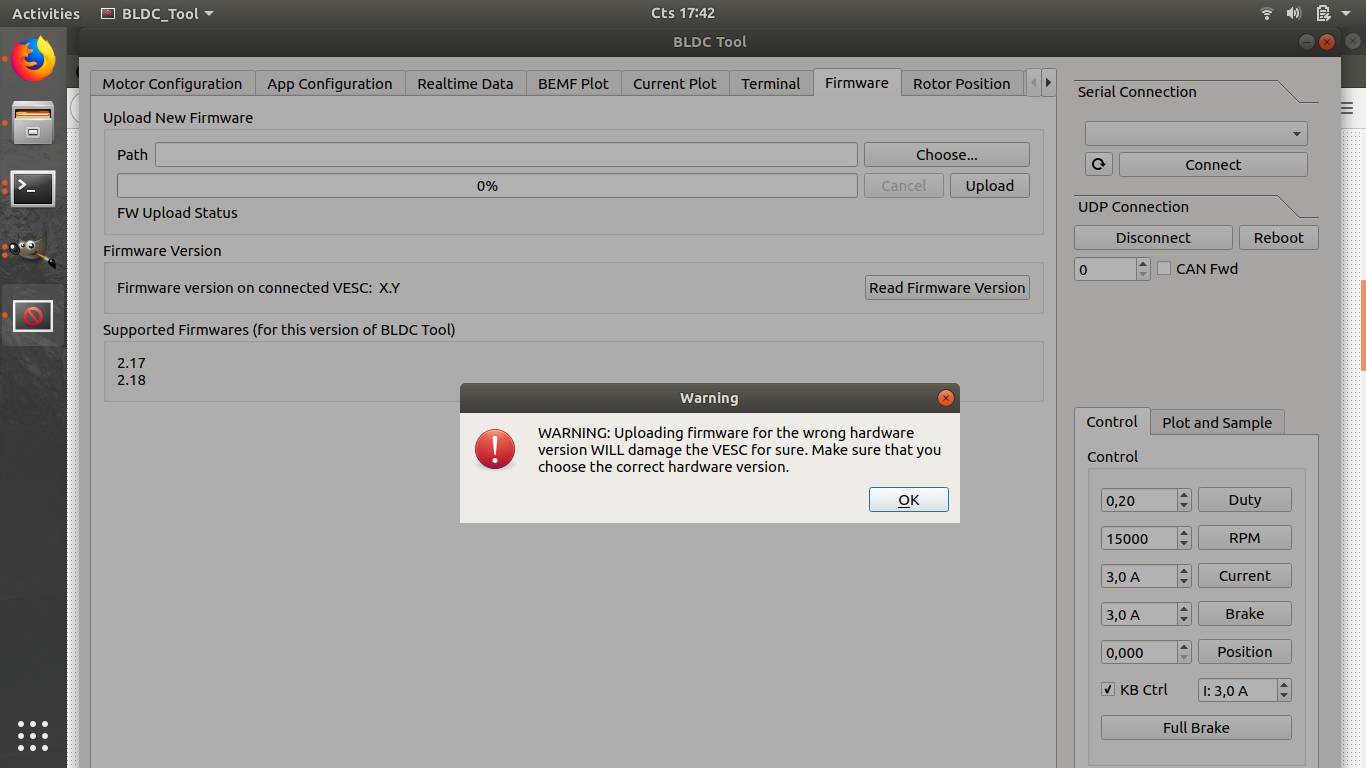 Activities BLDC_Tool Cts 17:42
BLDC Tool
Motor Configuration App Configuration Realtime Data BEMF Plot Current Plot Terminal Firmware Rotor Position
Upload New Firmware
Path Choose...
0% Cancel Upload
FW Upload Status
Firmware Version
Firmware version on connected VESC: X.Y Read Firmware Version
Supported Firmwares (for this version of BLDC Tool)
2.17
2.18
Warning
WARNING: Uploading firmware for the wrong hardware
version WILL damage the VESC for sure. Make sure that you
choose the correct hardware version.
OK
Serial Connection
Connect
UDP Connection
Disconnect Reboot
0 CAN Fwd
Control Plot and Sample
Control
0,20 Duty
15000 RPM
3,0 A Current
3,0 A Brake
0,000 Position
KB Ctrl I: 3,0 A
Full Brake